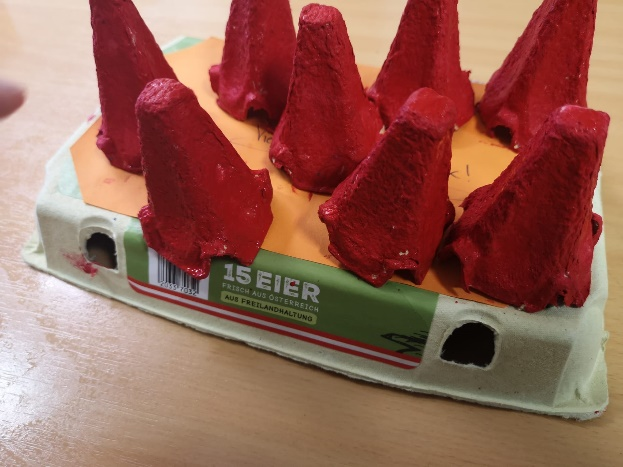 15 EIER
FRISCH AUS ÖSTERREICH
AUS FREILANDHALTUNG